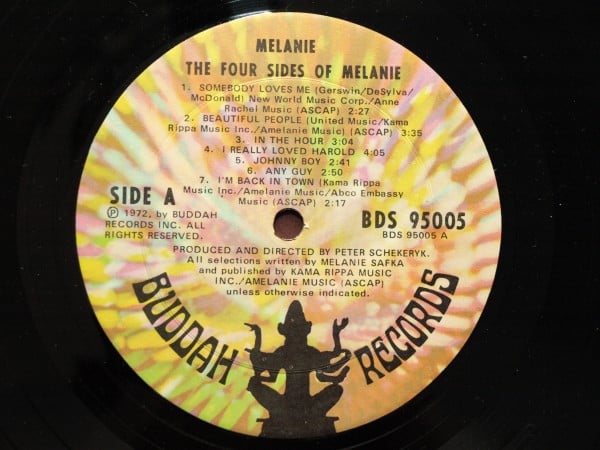 MELANIE
THE FOUR SIDES OF MELANIE
1. SOMEBODY LOVES ME (Gerswin/DeSylva/
McDonald) New World Music Corp./Anne
Rachel Music (ASCAP) 2:27
2. BEAUTIFUL PEOPLE (United Music/Kama
Rippa Music Inc./Amelanie Music) (ASCAP) 3:35
3. IN THE HOUR 3:04
4. I REALLY LOVED HAROLD 4:05
5. JOHNNY BOY 2:41
6. ANY GUY 2:50
7. I'M BACK IN TOWN (Kama Rippa
Music Inc./Amelanie Music/Abco Embassy
Music (ASCAP) 2:17
SIDE A
℗ 1972, by BUDDAH
RECORDS INC. ALL
RIGHTS RESERVED.
BDS 95005
BDS 95005 A
PRODUCED AND DIRECTED BY PETER SCHEKERYK.
All selections written by MELANIE SAFKA
and published by KAMA RIPPA MUSIC
INC./AMELANIE MUSIC (ASCAP)
unless otherwise indicated.
BUDDAH RECORDS